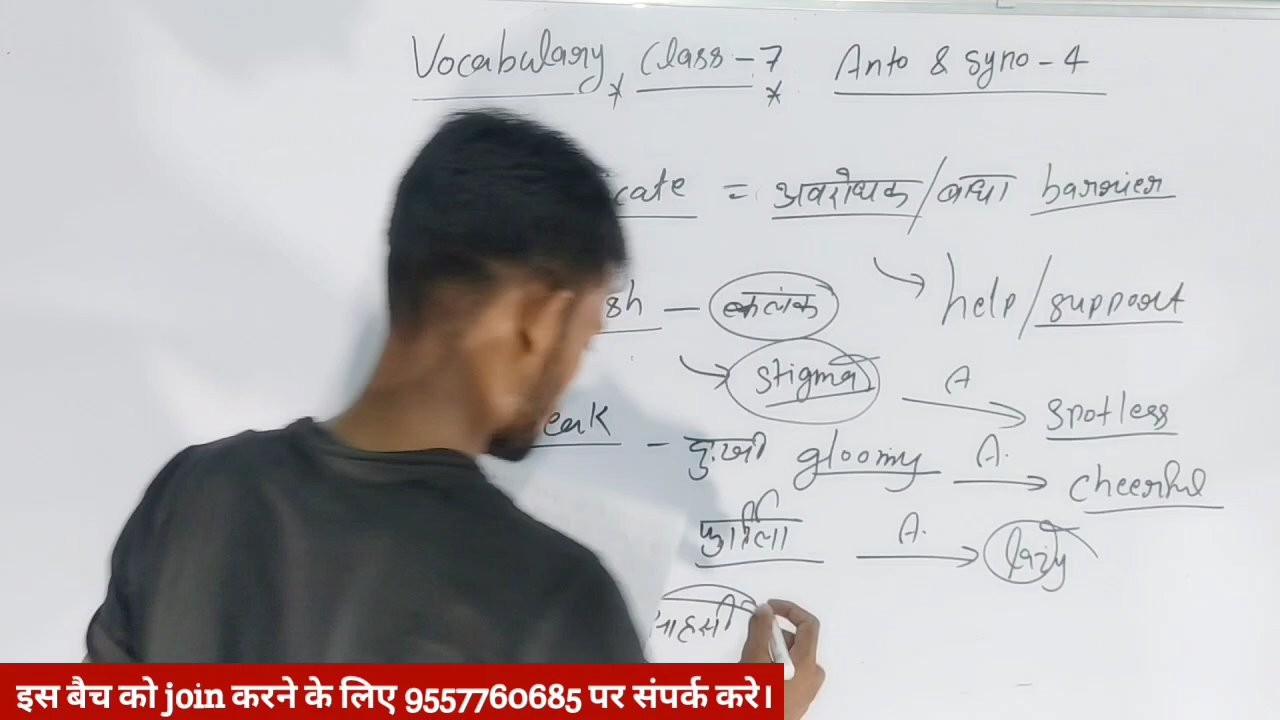 Vocabulary Class-7 Anto & Syno-4
cate = अवरोधक/बाधा barrier
help/support
sh - कलंक
stigma A spotless
eak - दुःखी gloomy A. cheerful
फुर्तीला A. lazy
साहसी
इस बैच को join करने के लिए 9557760685 पर संपर्क करे।